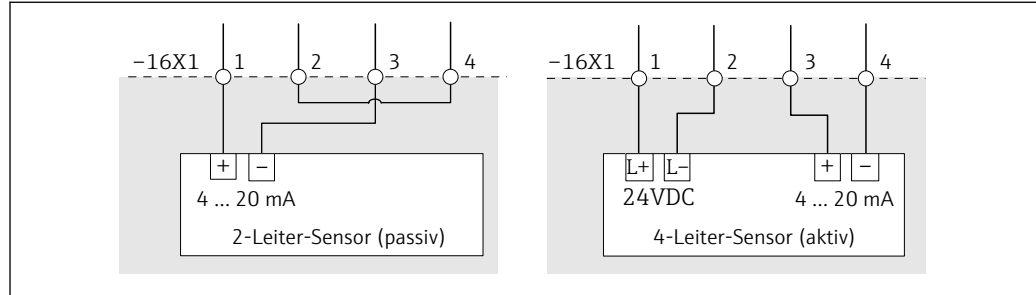 −16X1 1 2 3 4
+ −
4 ... 20 mA
2-Leiter-Sensor (passiv)
−16X1 1 2 3 4
L+ L− + −
24VDC 4 ... 20 mA
4-Leiter-Sensor (aktiv)